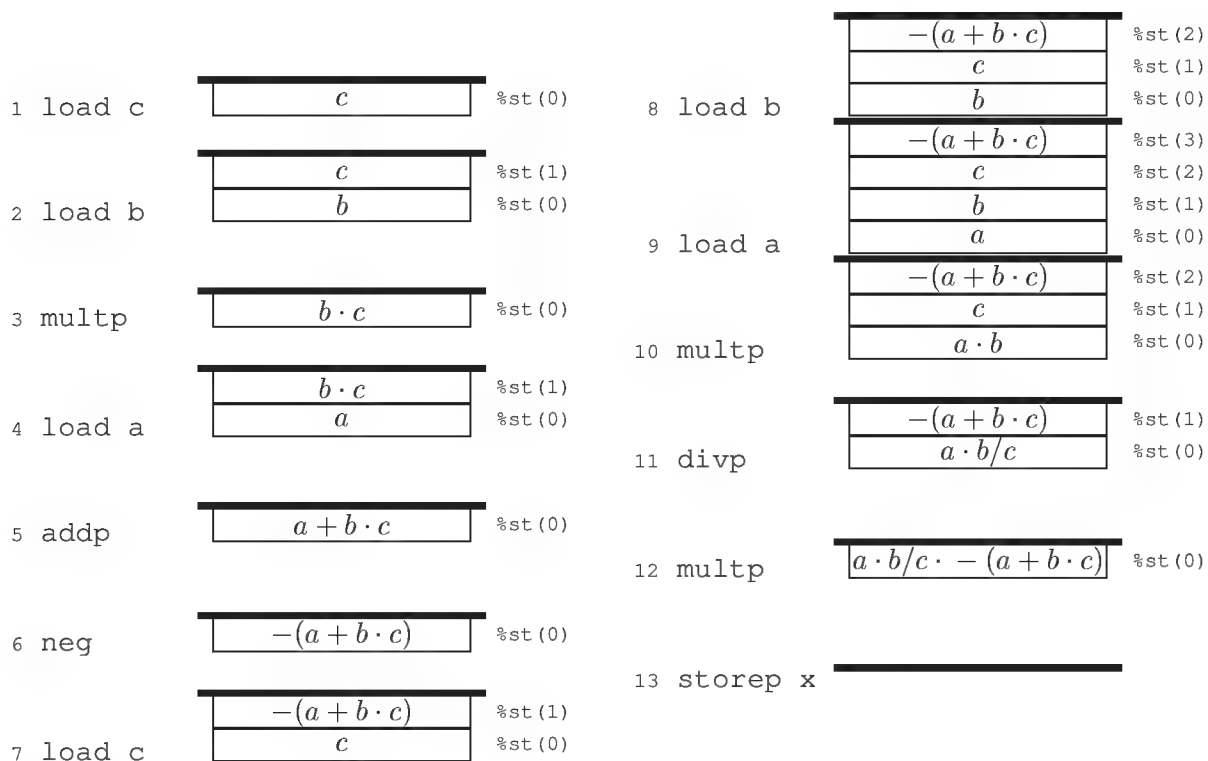 1 load c
c %st(0)
c %st(1)
2 load b
b %st(0)
3 multp
b · c %st(0)
b · c %st(1)
4 load a
a %st(0)
5 addp
a + b · c %st(0)
6 neg
−(a + b · c) %st(0)
−(a + b · c) %st(1)
7 load c
c %st(0)
−(a + b · c) %st(2)
c %st(1)
8 load b
b %st(0)
−(a + b · c) %st(3)
c %st(2)
b %st(1)
9 load a
a %st(0)
−(a + b · c) %st(2)
c %st(1)
10 multp
a · b %st(0)
−(a + b · c) %st(1)
11 divp
a · b/c %st(0)
12 multp
a · b/c · − (a + b · c) %st(0)
13 storep x